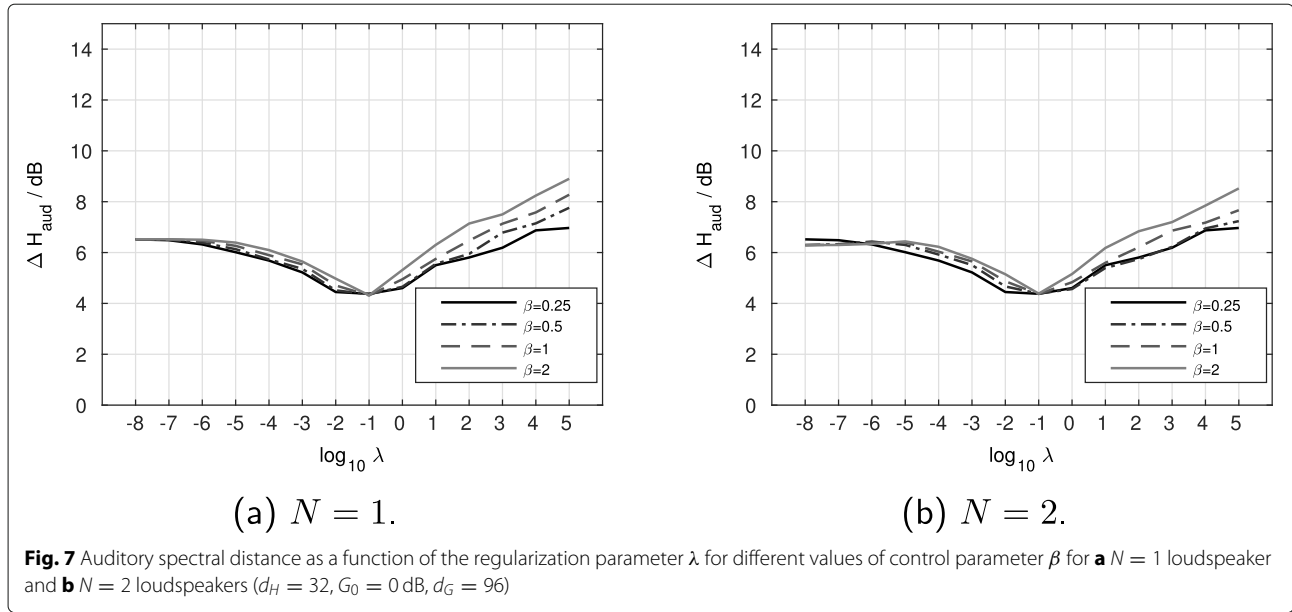 14
12
10
8
6
4
2
0
Δ H_aud / dB
-8 -7 -6 -5 -4 -3 -2 -1 0 1 2 3 4 5
log_10 λ
β=0.25
β=0.5
β=1
β=2
(a) N = 1.
14
12
10
8
6
4
2
0
Δ H_aud / dB
-8 -7 -6 -5 -4 -3 -2 -1 0 1 2 3 4 5
log_10 λ
β=0.25
β=0.5
β=1
β=2
(b) N = 2.
Fig. 7 Auditory spectral distance as a function of the regularization parameter λ for different values of control parameter β for a N = 1 loudspeaker
and b N = 2 loudspeakers (d_H = 32, G_0 = 0 dB, d_G = 96)